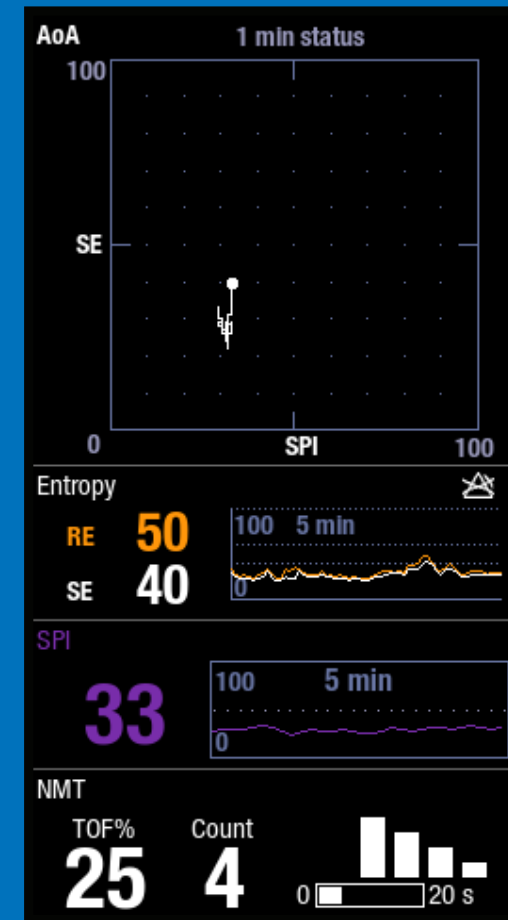 AoA 1 min status
100
SE
0 SPI 100
Entropy
RE 50 100 5 min
SE 40 0
SPI
33 100 5 min
0
NMT
TOF% Count
25 4 0 20 s